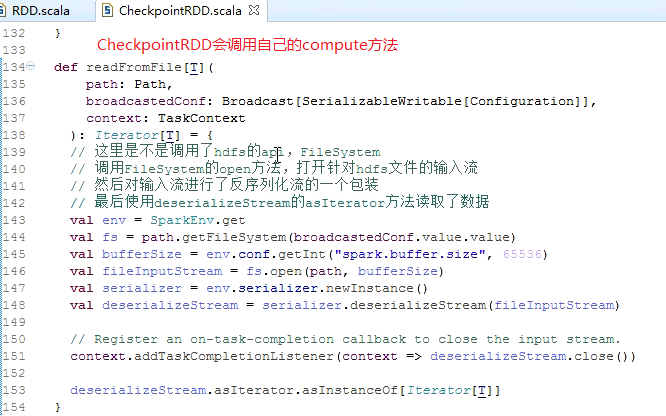 RDD.scala
CheckpointRDD.scala
132 }
CheckpointRDD会调用自己的compute方法
133
134 def readFromFile[T](
135 path: Path,
136 broadcastedConf: Broadcast[SerializableWritable[Configuration]],
137 context: TaskContext
138 ): Iterator[T] = {
139 // 这里是不是调用了hdfs的api，FileSystem
140 // 调用FileSystem的open方法，打开针对hdfs文件的输入流
141 // 然后对输入流进行了反序列化流的一个包装
142 // 最后使用deserializeStream的asIterator方法读取了数据
143 val env = SparkEnv.get
144 val fs = path.getFileSystem(broadcastedConf.value.value)
145 val bufferSize = env.conf.getInt("spark.buffer.size", 65536)
146 val fileInputStream = fs.open(path, bufferSize)
147 val serializer = env.serializer.newInstance()
148 val deserializeStream = serializer.deserializeStream(fileInputStream)
149
150 // Register an on-task-completion callback to close the input stream.
151 context.addTaskCompletionListener(context => deserializeStream.close())
152
153 deserializeStream.asIterator.asInstanceOf[Iterator[T]]
154 }